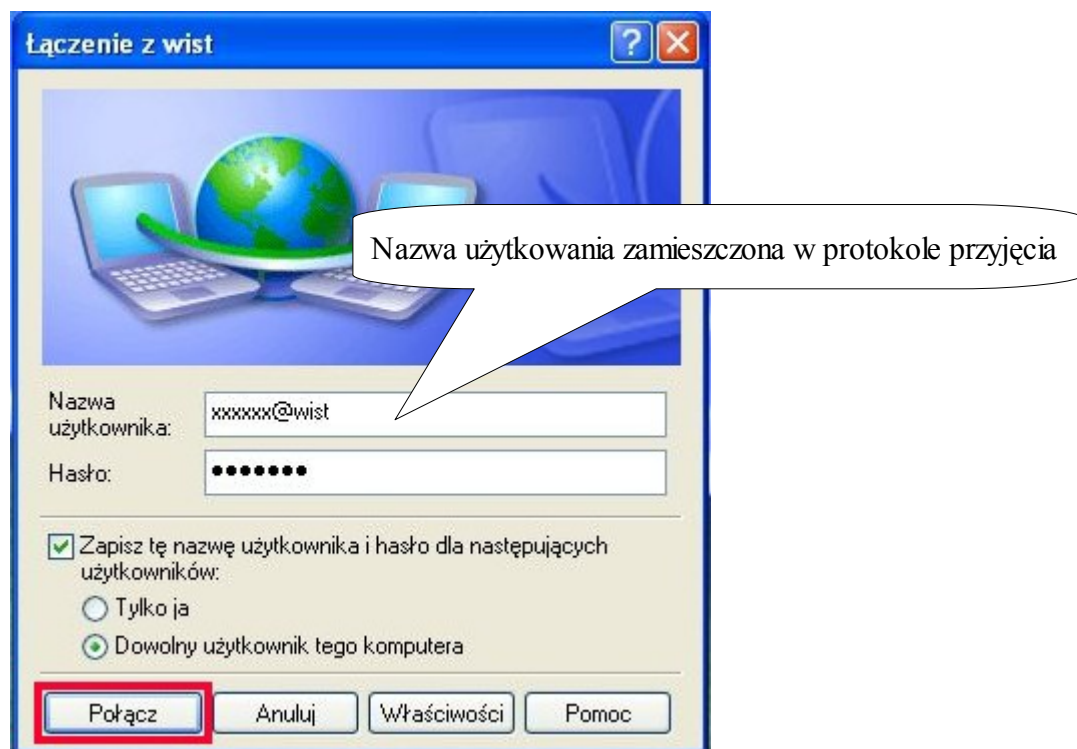 Łączenie z wist
Nazwa użytkowania zamieszczona w protokole przyjęcia
Nazwa
użytkownika:
xxxxxx@wist
Hasło:
●●●●●●●
Zapisz tę nazwę użytkownika i hasło dla następujących
użytkowników:
Tylko ja
Dowolny użytkownik tego komputera
Połącz Anuluj Właściwości Pomoc